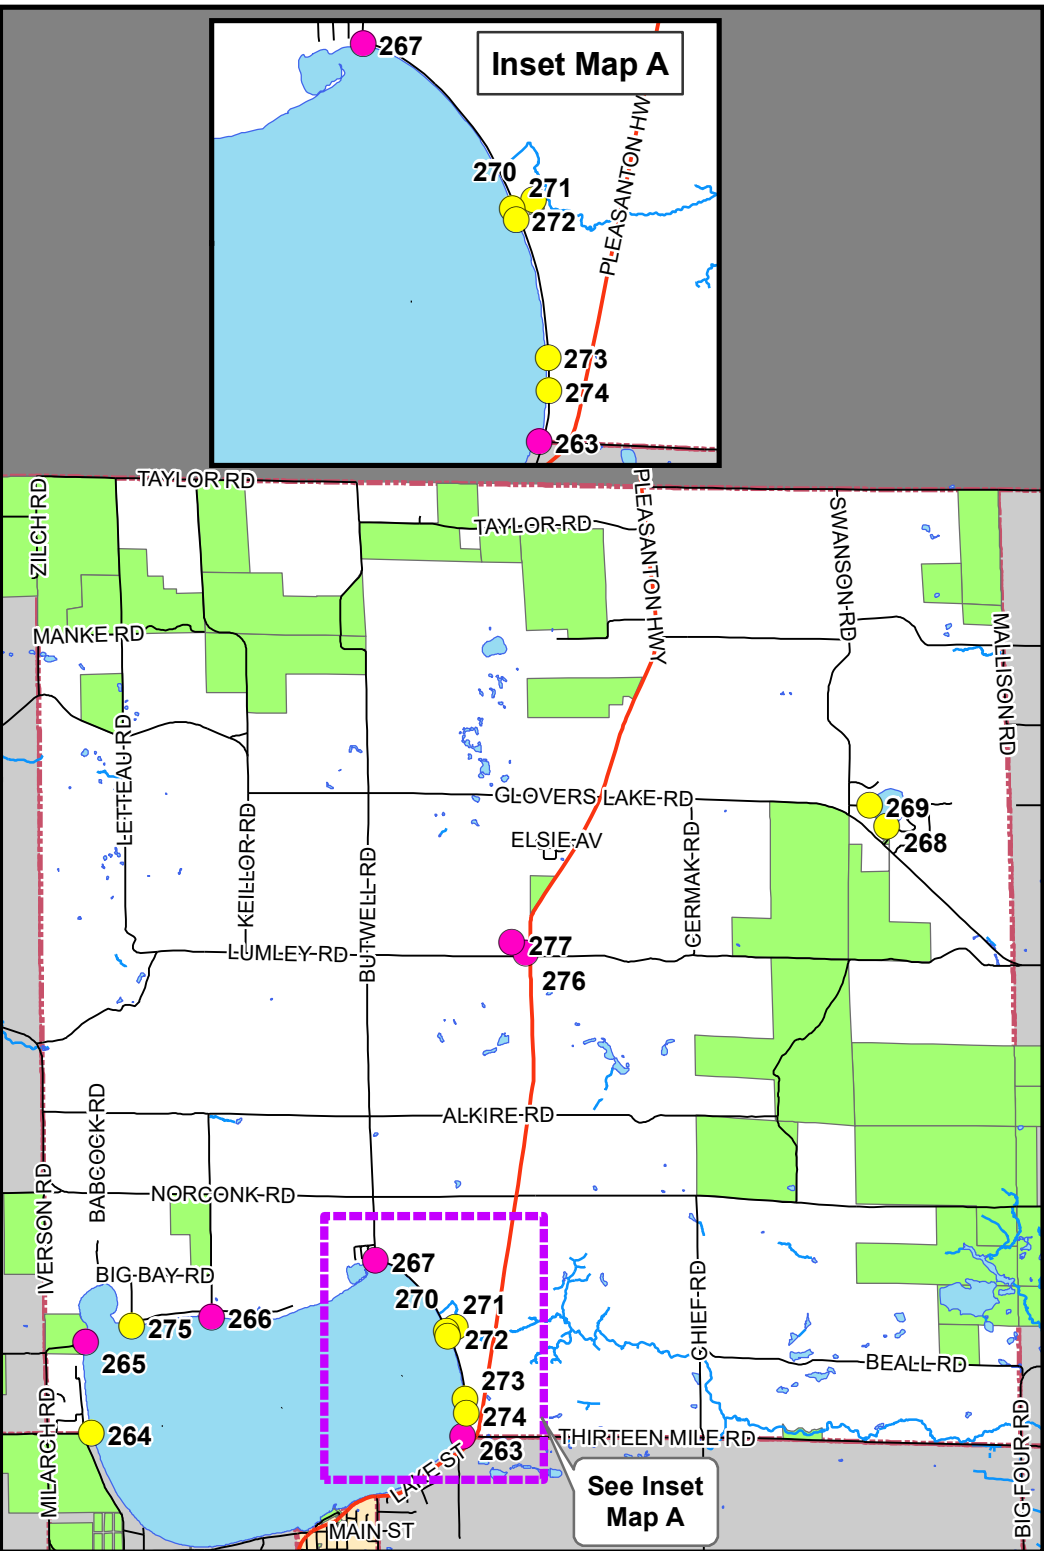 267
Inset Map A
PLEASANTON HW
270
271
272
273
274
263
TAYLOR RD
ZILCH RD
TAYLOR RD
PLEASANTON HWY
SWANSON RD
MANKE RD
MALLISON RD
LETTEAU RD
GLOVERS LAKE RD
269
ELSIE AV
268
KEILLOR RD
BUTWELL RD
CERMAK RD
277
LUMLEY RD
276
BABCOCK RD
ALKIRE RD
IVERSON RD
NORCONK RD
267
BIG BAY RD
270
271
275
266
272
CHIEF RD
265
BEALL RD
273
274
264
MILARCH RD
263
THIRTEEN MILE RD
BIG FOUR RD
LAKE ST
See Inset
Map A
MAIN ST